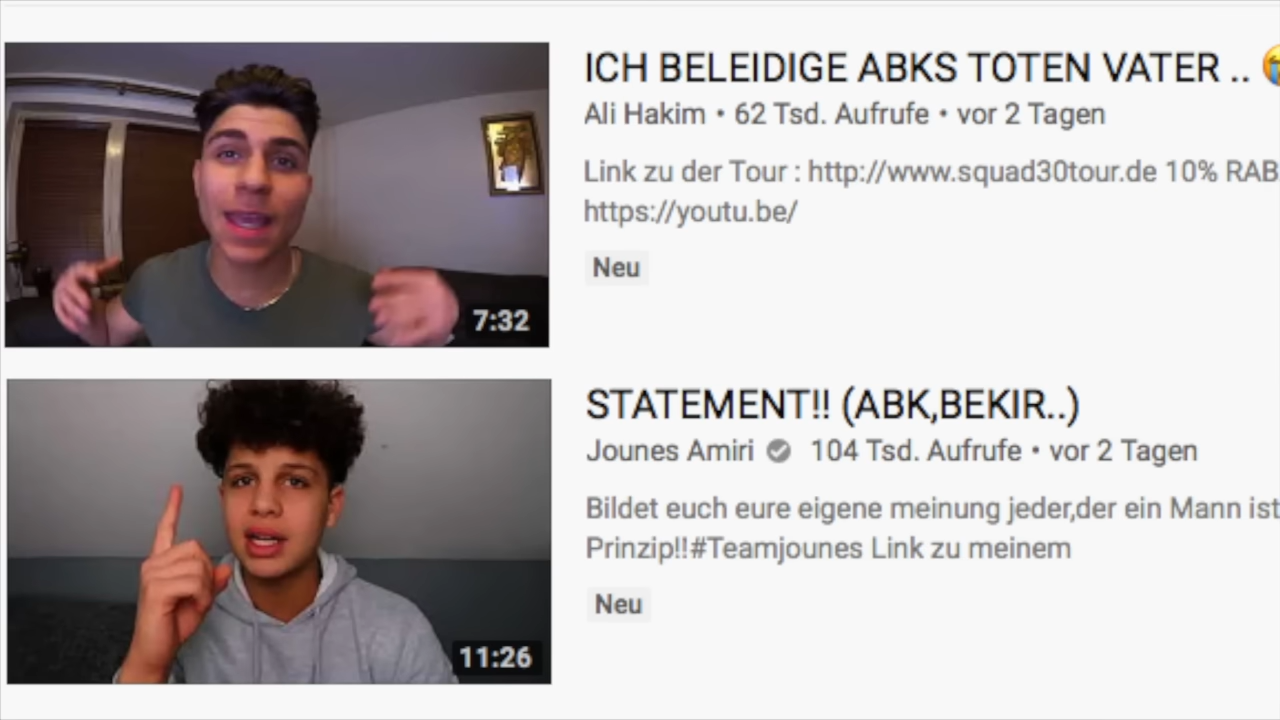 ICH BELEIDIGE ABKS TOTEN VATER .. 😭
Ali Hakim • 62 Tsd. Aufrufe • vor 2 Tagen
Link zu der Tour : http://www.squad30tour.de 10% RAB
https://youtu.be/
Neu
7:32
STATEMENT!! (ABK,BEKIR..)
Jounes Amiri 104 Tsd. Aufrufe • vor 2 Tagen
Bildet euch eure eigene meinung jeder,der ein Mann ist
Prinzip!!#Teamjounes Link zu meinem
Neu
11:26